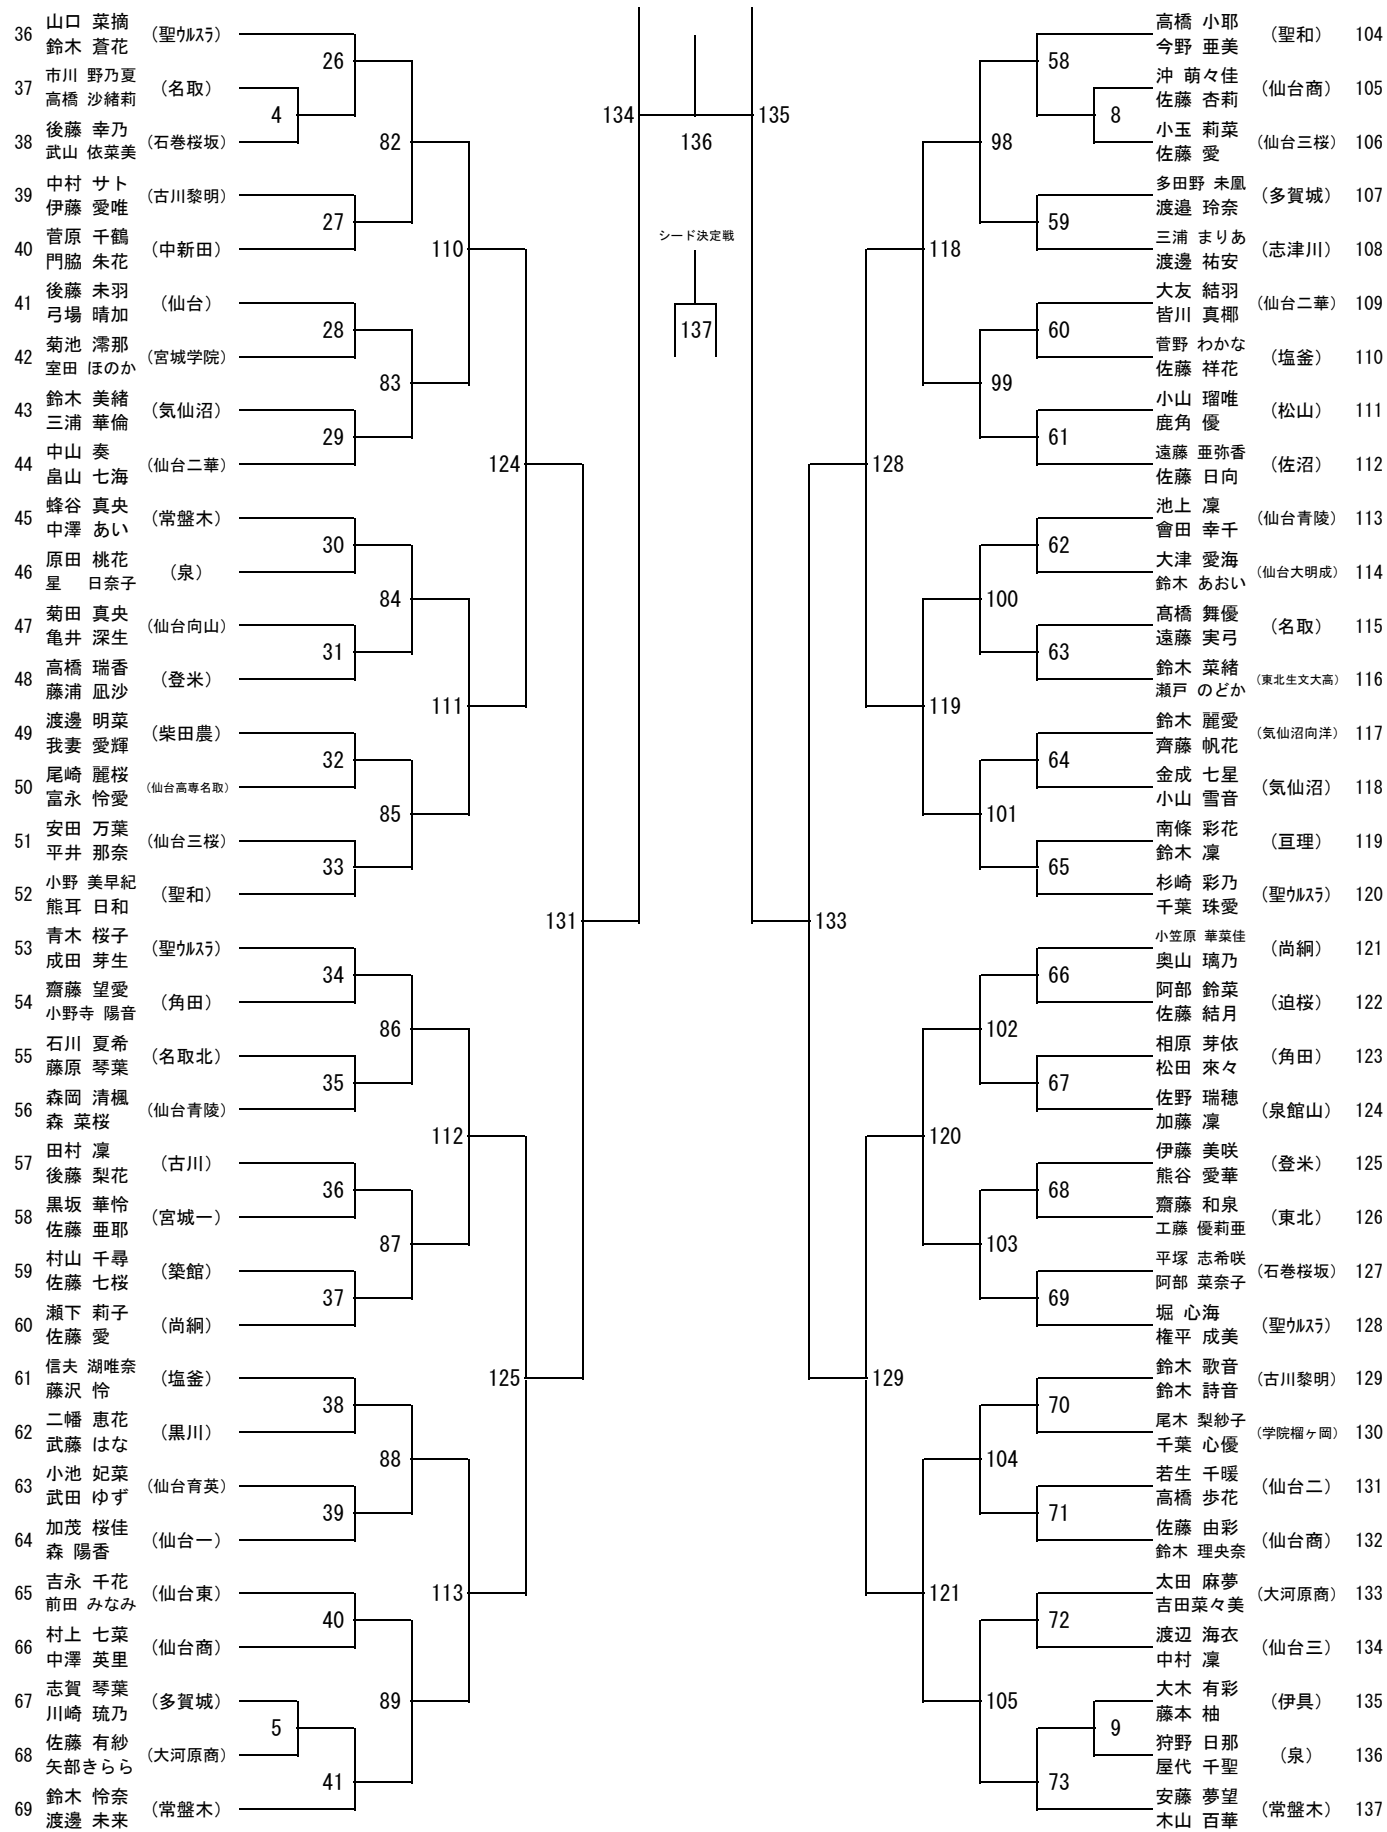 36 山口 菜摘 鈴木 蒼花 (聖ｳﾙｽﾗ)
37 市川 野乃夏 高橋 沙緒莉 (名取)
38 後藤 幸乃 武山 依菜美 (石巻桜坂)
39 中村 サト 伊藤 愛唯 (古川黎明)
40 菅原 千鶴 門脇 朱花 (中新田)
41 後藤 未羽 弓場 晴加 (仙台)
42 菊池 澪那 室田 ほのか (宮城学院)
43 鈴木 美緒 三浦 華倫 (気仙沼)
44 中山 奏 畠山 七海 (仙台二華)
45 蜂谷 真央 中澤 あい (常盤木)
46 原田 桃花 星 日奈子 (泉)
47 菊田 真央 亀井 深生 (仙台向山)
48 高橋 瑞香 藤浦 凪沙 (登米)
49 渡邊 明菜 我妻 愛輝 (柴田農)
50 尾崎 麗桜 富永 怜愛 (仙台高専名取)
51 安田 万葉 平井 那奈 (仙台三桜)
52 小野 美早紀 熊耳 日和 (聖和)
53 青木 桜子 成田 芽生 (聖ｳﾙｽﾗ)
54 齋藤 望愛 小野寺 陽音 (角田)
55 石川 夏希 藤原 琴葉 (名取北)
56 森岡 清楓 森 菜桜 (仙台青陵)
57 田村 凜 後藤 梨花 (古川)
58 黒坂 華怜 佐藤 亜耶 (宮城一)
59 村山 千尋 佐藤 七桜 (築館)
60 瀬下 莉子 佐藤 愛 (尚絅)
61 信夫 湖唯奈 藤沢 怜 (塩釜)
62 二幡 恵花 武藤 はな (黒川)
63 小池 妃菜 武田 ゆず (仙台育英)
64 加茂 桜佳 森 陽香 (仙台一)
65 吉永 千花 前田 みなみ (仙台東)
66 村上 七菜 中澤 英里 (仙台商)
67 志賀 琴葉 川崎 琉乃 (多賀城)
68 佐藤 有紗 矢部きらら (大河原商)
69 鈴木 怜奈 渡邊 未来 (常盤木)
4
5
26
27
28
29
30
31
32
33
34
35
36
37
38
39
40
41
82
83
84
85
86
87
88
89
110
111
112
113
124
125
131
134
136
135
シード決定戦
137
133
128
129
118
119
120
121
98
99
100
101
102
103
104
105
58
59
60
61
62
63
64
65
66
67
68
69
70
71
72
73
8
9
高橋 小耶 今野 亜美 (聖和) 104
沖 萌々佳 佐藤 杏莉 (仙台商) 105
小玉 莉菜 佐藤 愛 (仙台三桜) 106
多田野 未凰 渡邉 玲奈 (多賀城) 107
三浦 まりあ 渡邊 祐安 (志津川) 108
大友 結羽 皆川 真梛 (仙台二華) 109
菅野 わかな 佐藤 祥花 (塩釜) 110
小山 瑠唯 鹿角 優 (松山) 111
遠藤 亜弥香 佐藤 日向 (佐沼) 112
池上 凜 會田 幸千 (仙台青陵) 113
大津 愛海 鈴木 あおい (仙台大明成) 114
髙橋 舞優 遠藤 実弓 (名取) 115
鈴木 菜緒 瀬戸 のどか (東北生文大高) 116
鈴木 麗愛 齊藤 帆花 (気仙沼向洋) 117
金成 七星 小山 雪音 (気仙沼) 118
南條 彩花 鈴木 凜 (亘理) 119
杉崎 彩乃 千葉 珠愛 (聖ｳﾙｽﾗ) 120
小笠原 華菜佳 奥山 璃乃 (尚絅) 121
阿部 鈴菜 佐藤 結月 (迫桜) 122
相原 芽依 松田 來々 (角田) 123
佐野 瑞穂 加藤 凜 (泉館山) 124
伊藤 美咲 熊谷 愛華 (登米) 125
齋藤 和泉 工藤 優莉亜 (東北) 126
平塚 志希咲 阿部 菜奈子 (石巻桜坂) 127
堀 心海 権平 成美 (聖ｳﾙｽﾗ) 128
鈴木 歌音 鈴木 詩音 (古川黎明) 129
尾木 梨紗子 千葉 心優 (学院榴ヶ岡) 130
若生 千暖 高橋 歩花 (仙台二) 131
佐藤 由彩 鈴木 理央奈 (仙台商) 132
太田 麻夢 吉田菜々美 (大河原商) 133
渡辺 海衣 中村 凜 (仙台三) 134
大木 有彩 藤本 柚 (伊具) 135
狩野 日那 屋代 千聖 (泉) 136
安藤 夢望 木山 百華 (常盤木) 137